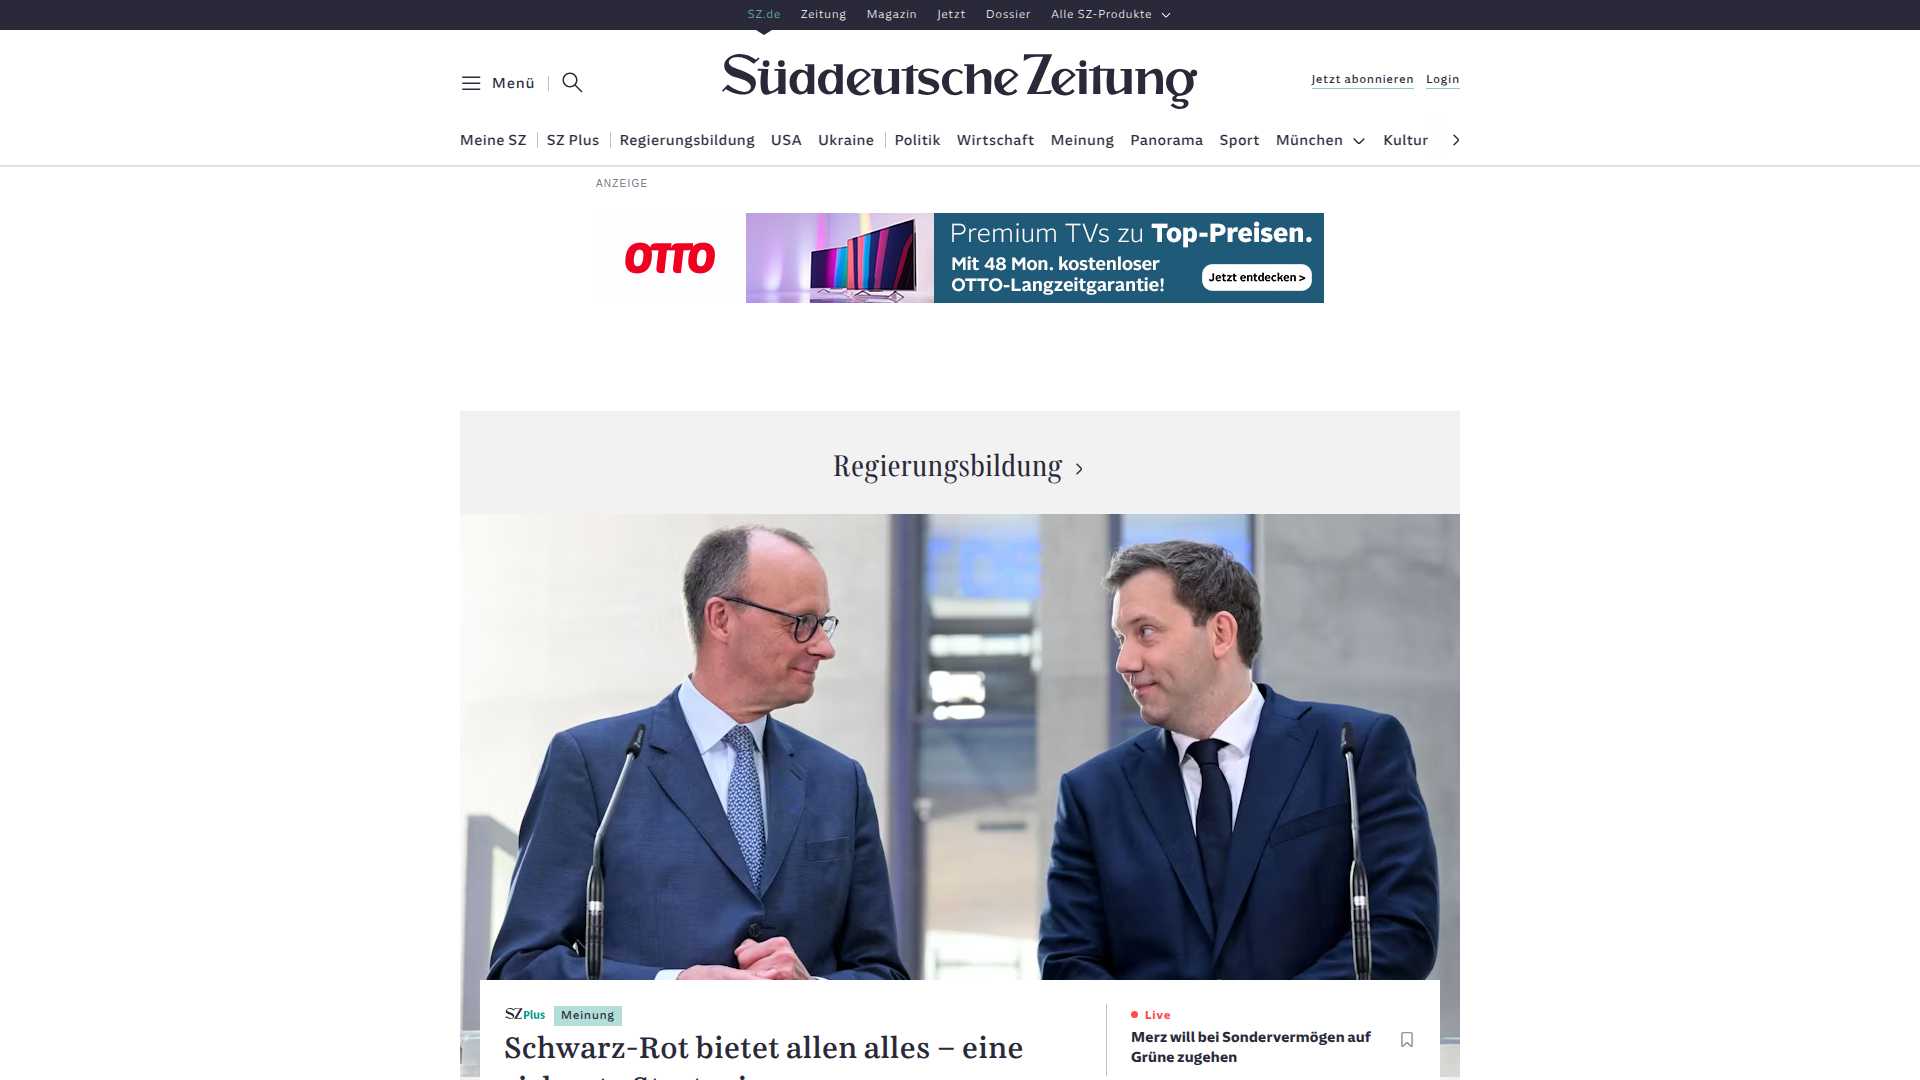 SZ.de Zeitung Magazin Jetzt Dossier Alle SZ-Produkte
Menü
Süddeutsche Zeitung
Jetzt abonnieren Login
Meine SZ SZ Plus Regierungsbildung USA Ukraine Politik Wirtschaft Meinung Panorama Sport München Kultur
ANZEIGE
OTTO
Premium TVs zu Top-Preisen.
Mit 48 Mon. kostenloser
OTTO-Langzeitgarantie!
Jetzt entdecken >
Regierungsbildung
SZ Plus Meinung
Schwarz-Rot bietet allen alles – eine
Live
Merz will bei Sondervermögen auf
Grüne zugehen